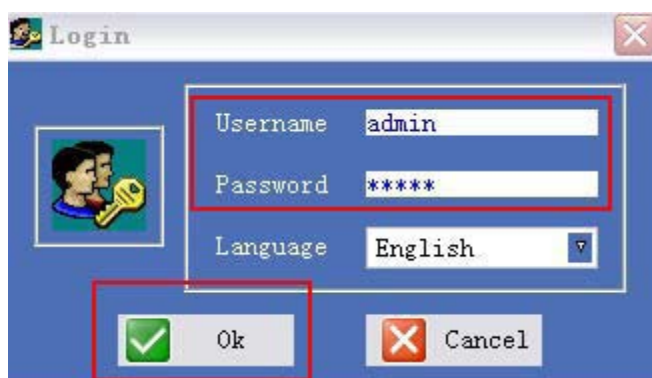 Login
Username admin
Password *****
Language English
Ok Cancel